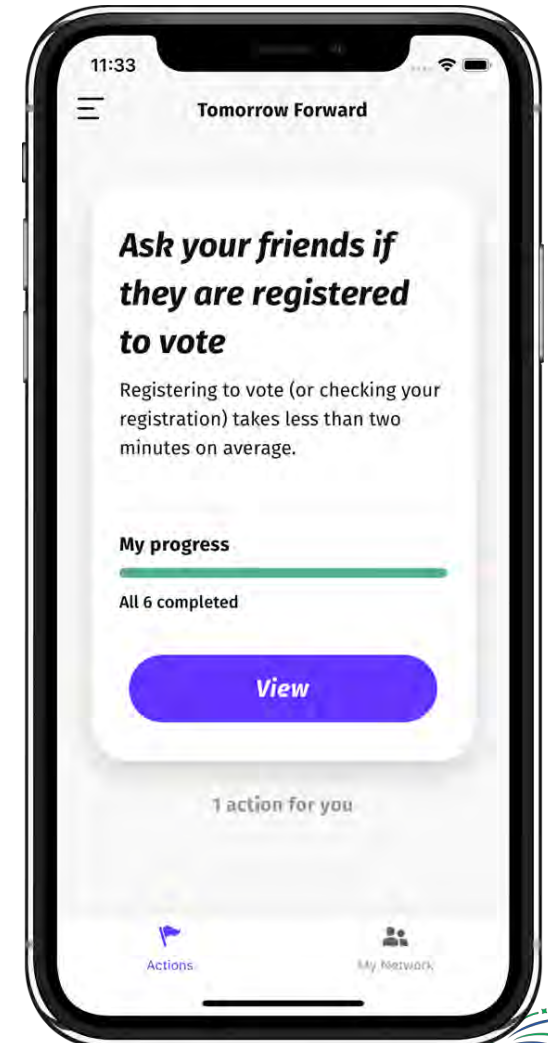 11:33
Tomorrow Forward
Ask your friends if
they are registered
to vote
Registering to vote (or checking your
registration) takes less than two
minutes on average.
My progress
All 6 completed
View
1 action for you
Actions
My Network